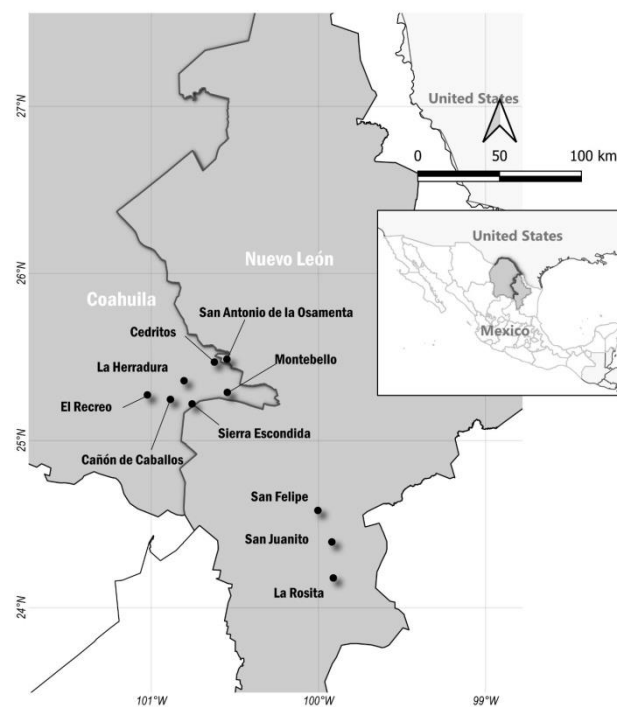 United States
27°N
0 50 100 km
United States
Mexico
26°N
Nuevo León
Coahuila
San Antonio de la Osamenta
Cedritos
Montebello
La Herradura
El Recreo
Sierra Escondida
Cañón de Caballos
25°N
San Felipe
San Juanito
La Rosita
24°N
101°W
100°W
99°W